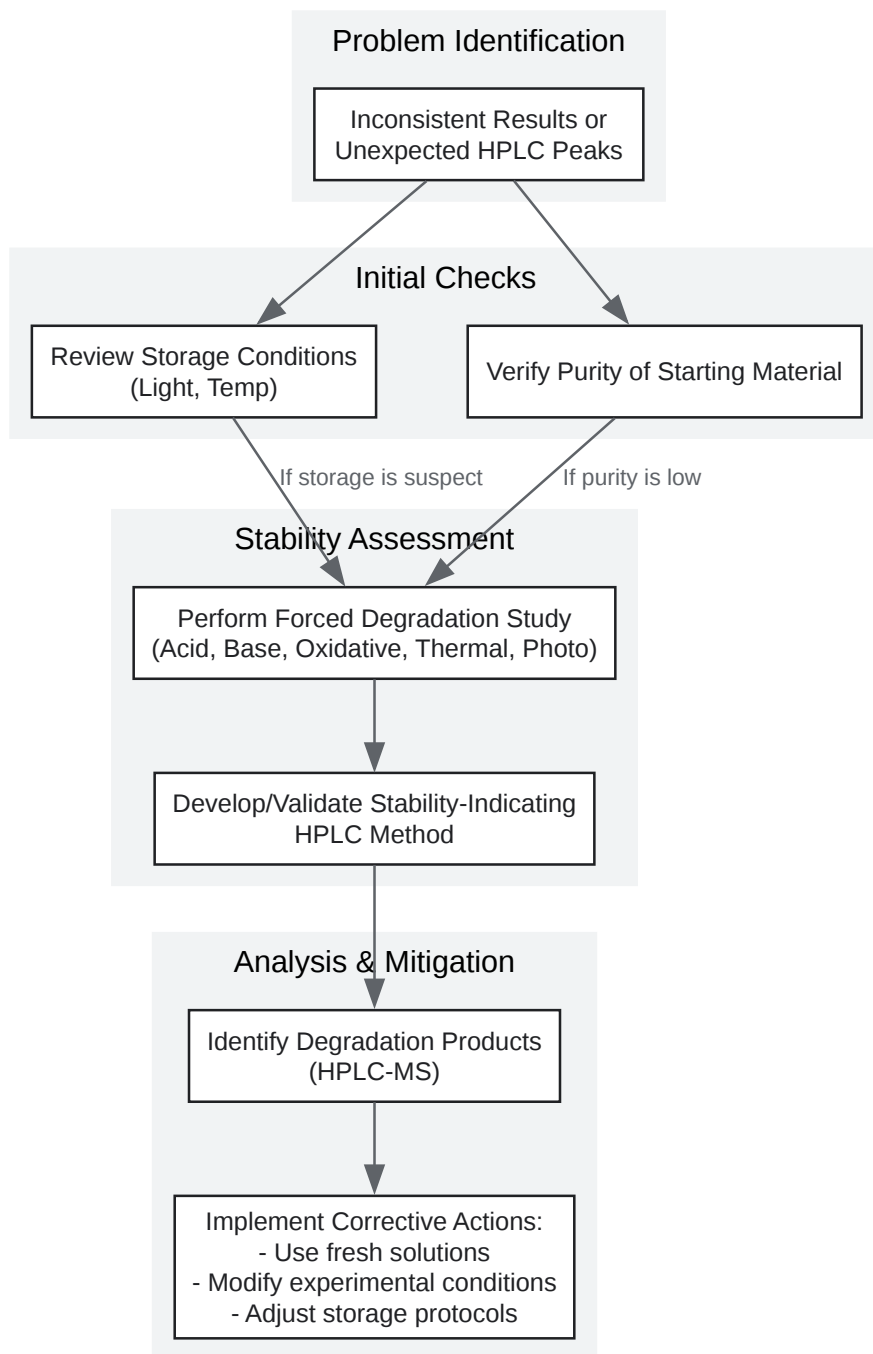 Problem Identification
Inconsistent Results or
Unexpected HPLC Peaks
Initial Checks
Review Storage Conditions
(Light, Temp)
Verify Purity of Starting Material
If storage is suspect
If purity is low
Stability Assessment
Perform Forced Degradation Study
(Acid, Base, Oxidative, Thermal, Photo)
Develop/Validate Stability-Indicating
HPLC Method
Analysis & Mitigation
Identify Degradation Products
(HPLC-MS)
Implement Corrective Actions:
- Use fresh solutions
- Modify experimental conditions
- Adjust storage protocols